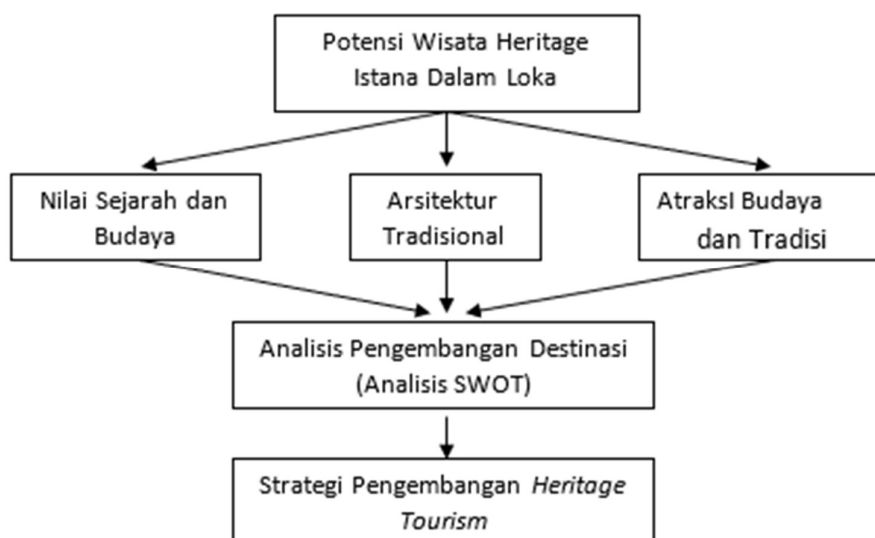 Potensi Wisata Heritage
Istana Dalam Loka
Nilai Sejarah dan
Budaya
Arsitektur
Tradisional
AtraksI Budaya
dan Tradisi
Analisis Pengembangan Destinasi
(Analisis SWOT)
Strategi Pengembangan Heritage
Tourism